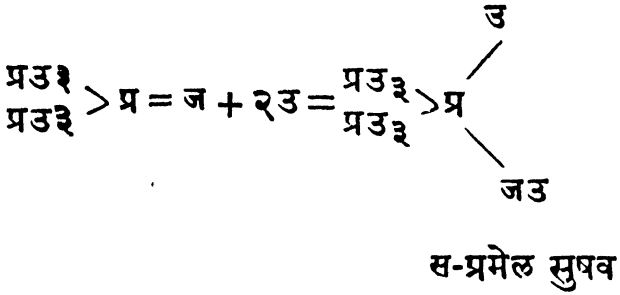 उ
प्रउ३ प्रउ३
प्रउ३ > प्र = ज + २उ = प्रउ३ > प्र
जउ
स-प्रमेल सुषव